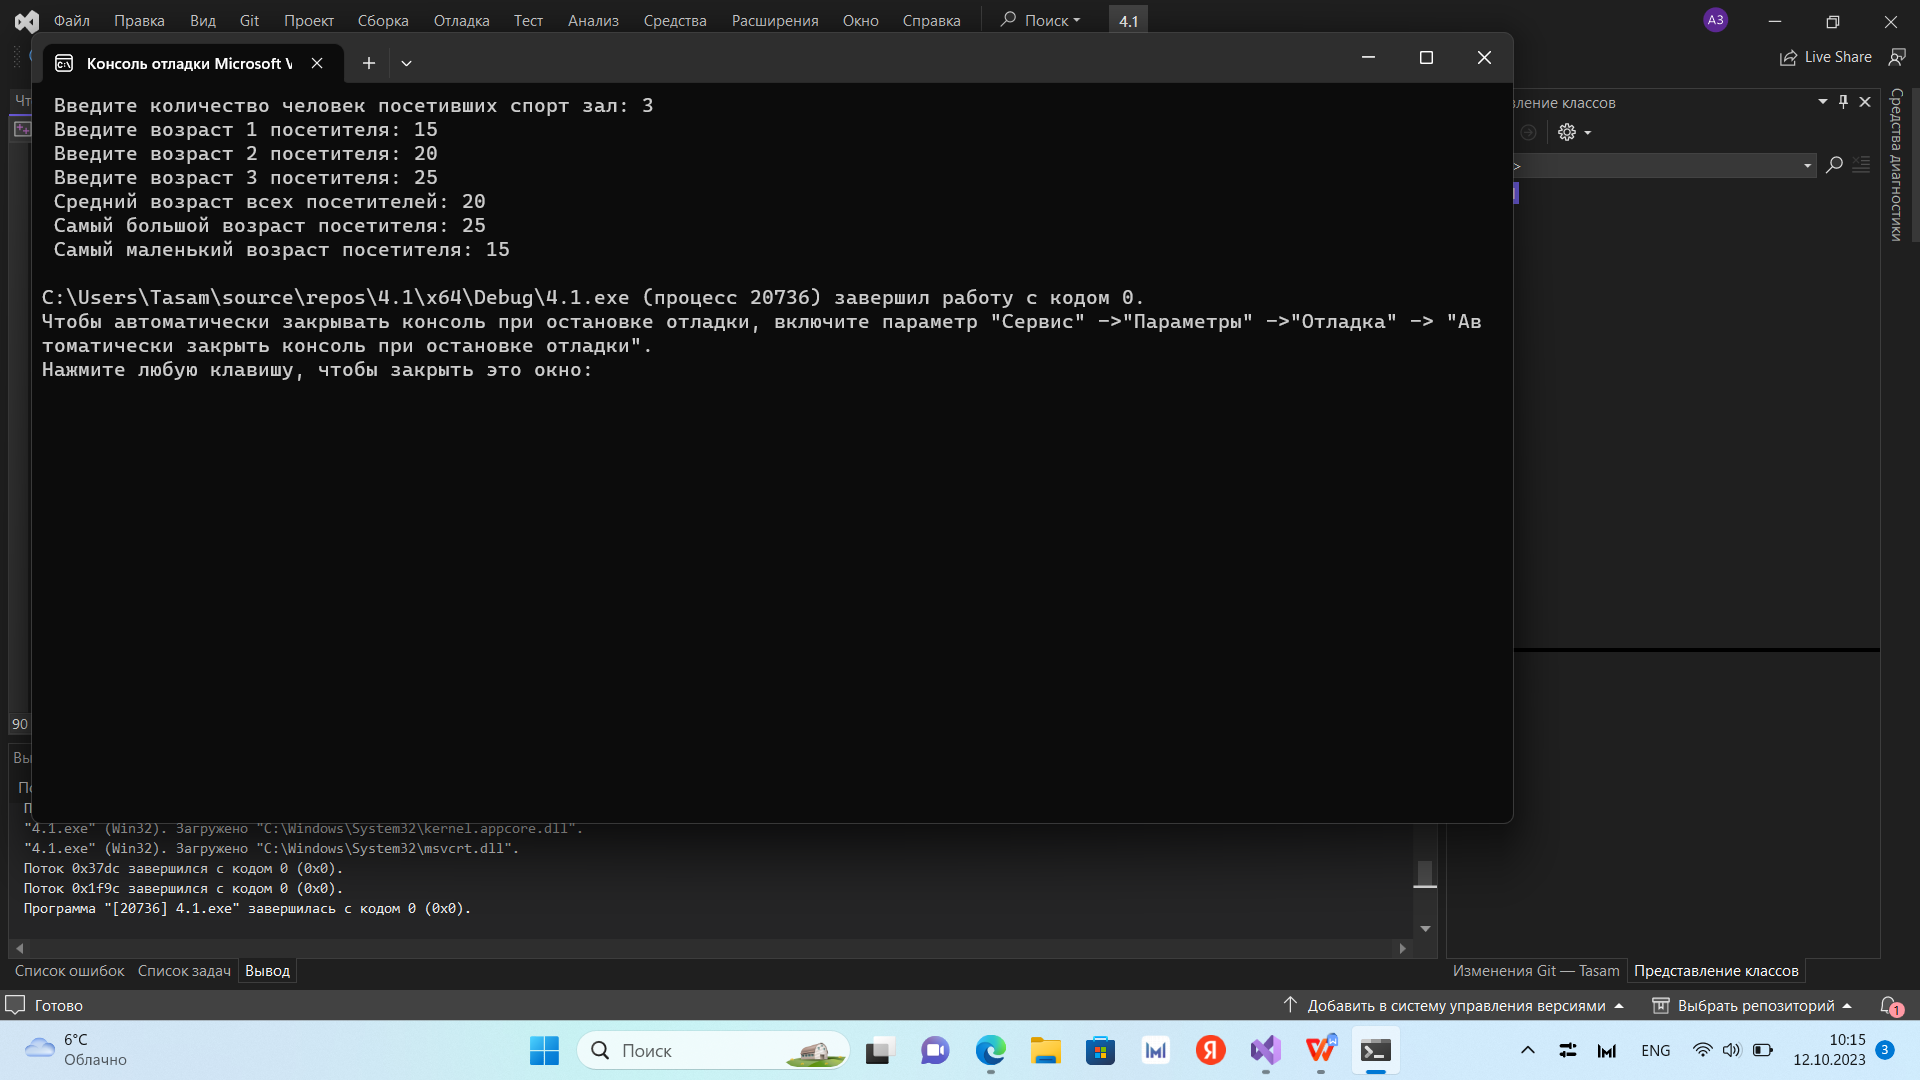 Файл Правка Вид Git Проект Сборка Отладка Тест Анализ Средства Расширения Окно Справка Поиск 4.1 АЗ
Консоль отладки Microsoft V
Live Share
Введите количество человек посетивших спорт зал: 3
Введите возраст 1 посетителя: 15
Введите возраст 2 посетителя: 20
Введите возраст 3 посетителя: 25
Средний возраст всех посетителей: 20
Самый большой возраст посетителя: 25
Самый маленький возраст посетителя: 15
C:\Users\Tasam\source\repos\4.1\x64\Debug\4.1.exe (процесс 20736) завершил работу с кодом 0.
Чтобы автоматически закрывать консоль при остановке отладки, включите параметр "Сервис" ->"Параметры" ->"Отладка" -> "Ав
томатически закрыть консоль при остановке отладки".
Нажмите любую клавишу, чтобы закрыть это окно:
классов
Средства диагностики
90
"4.1.exe" (Win32). Загружено "C:\Windows\System32\kernel.appcore.dll".
"4.1.exe" (Win32). Загружено "C:\Windows\System32\msvcrt.dll".
Поток 0x37dc завершился с кодом 0 (0x0).
Поток 0x1f9c завершился с кодом 0 (0x0).
Программа "[20736] 4.1.exe" завершилась с кодом 0 (0x0).
Список ошибок Список задач Вывод
Изменения Git — Tasam Представление классов
Готово
Добавить в систему управления версиями Выбрать репозиторий 1
6°C
Облачно
Поиск
ENG
10:15
12.10.2023
3